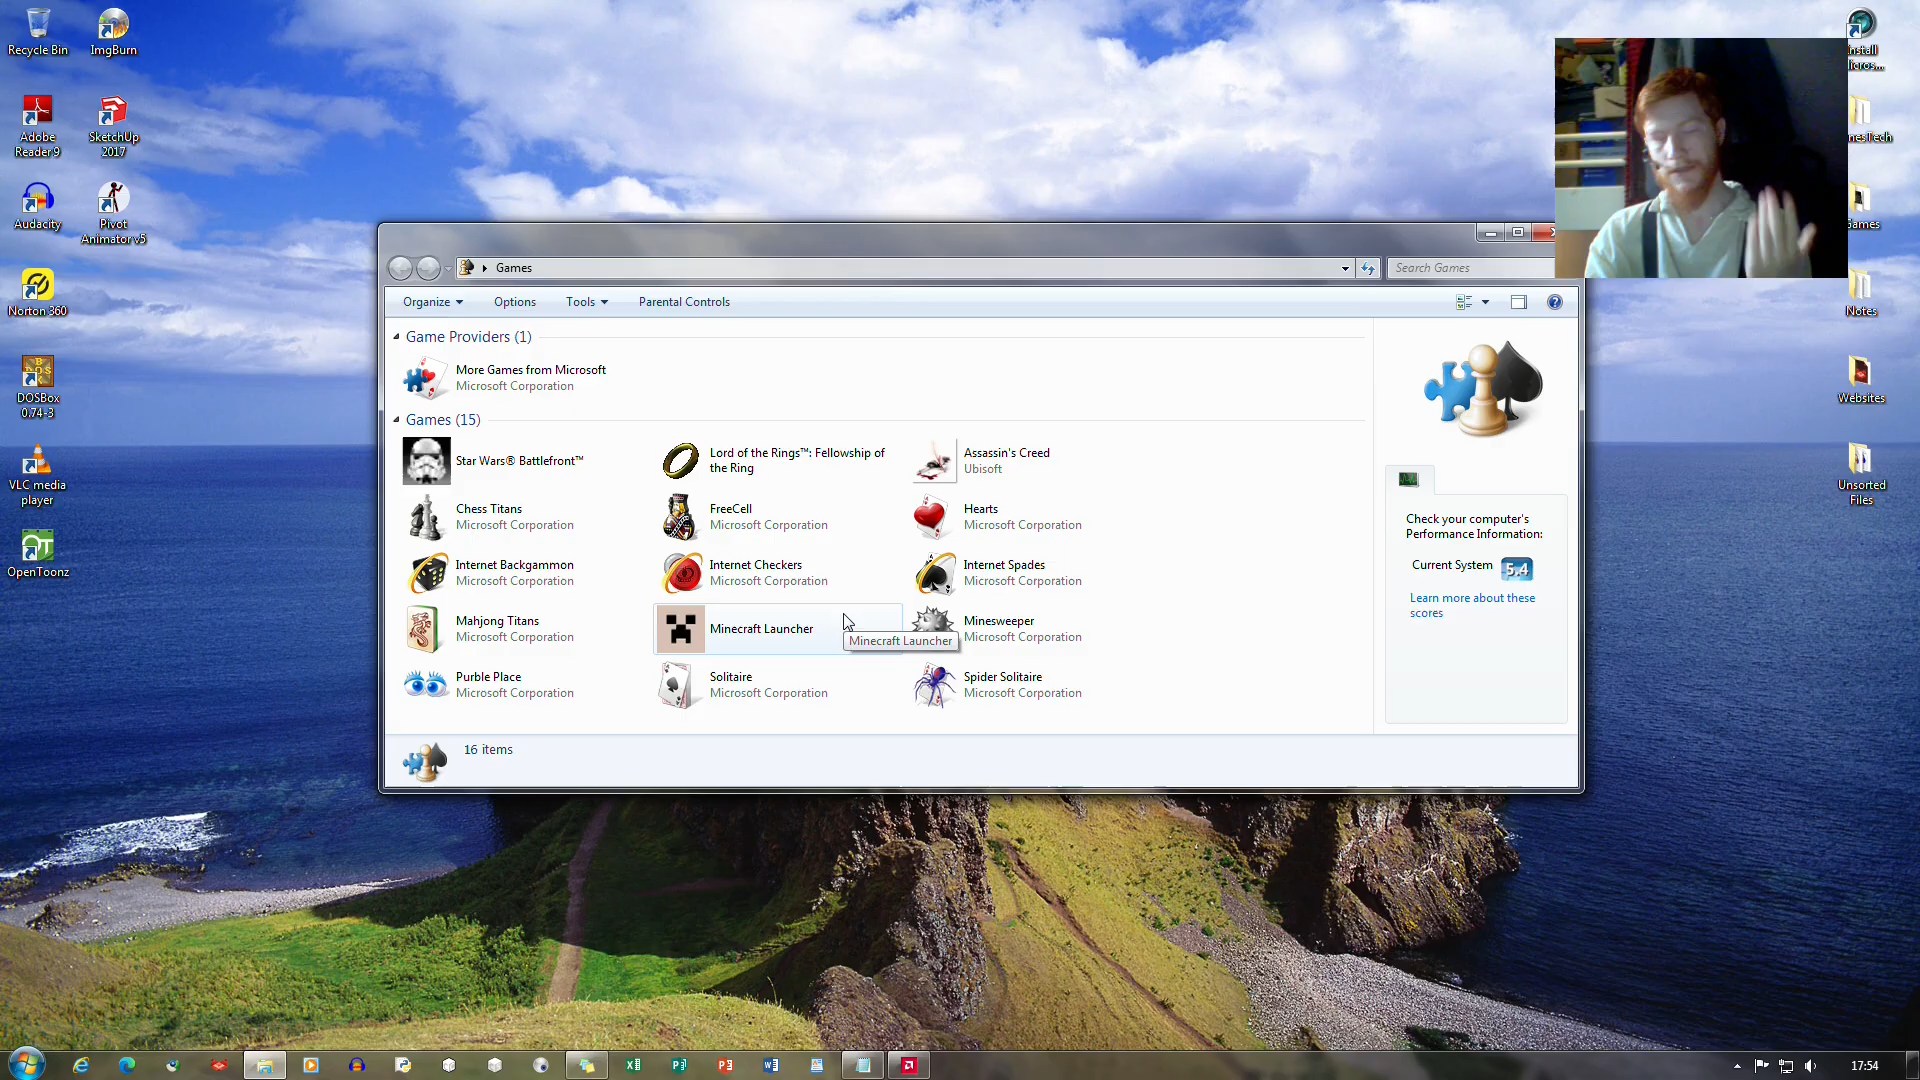 Recycle Bin
ImgBurn
Adobe
Reader 9
SketchUp
2017
Audacity
Pivot
Animator v5
Norton 360
DOSBox
0.74-3
VLC media
player
OpenToonz
Games
Search Games
Organize
Options
Tools
Parental Controls
Game Providers (1)
More Games from Microsoft
Microsoft Corporation
Games (15)
Star Wars® Battlefront™
Lord of the Rings™: Fellowship of
the Ring
Assassin's Creed
Ubisoft
Chess Titans
Microsoft Corporation
FreeCell
Microsoft Corporation
Hearts
Microsoft Corporation
Internet Backgammon
Microsoft Corporation
Internet Checkers
Microsoft Corporation
Internet Spades
Microsoft Corporation
Mahjong Titans
Microsoft Corporation
Minecraft Launcher
Minecraft Launcher
Minesweeper
Microsoft Corporation
Purble Place
Microsoft Corporation
Solitaire
Microsoft Corporation
Spider Solitaire
Microsoft Corporation
16 items
Check your computer's
Performance Information:
Current System
5.4
Learn more about these
scores
Notes
Websites
Unsorted
Files
17:54